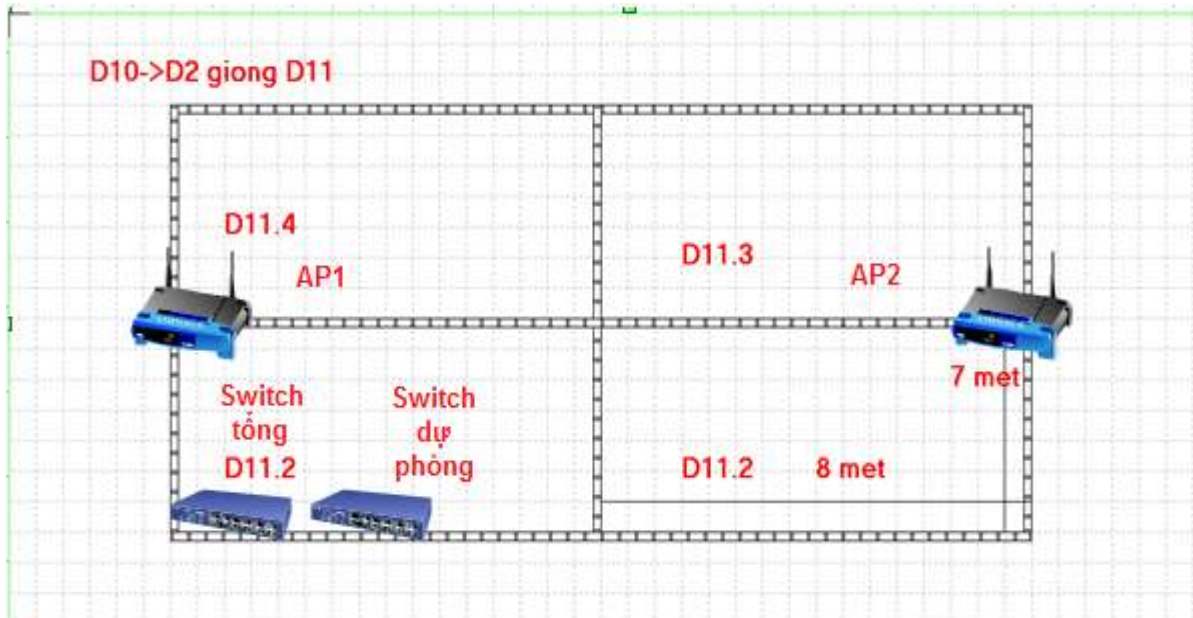 D10->D2 giong D11
D11.4
AP1
D11.3
AP2
7 met
Switch
tổng
D11.2
Switch
dự
phòng
D11.2
8 met